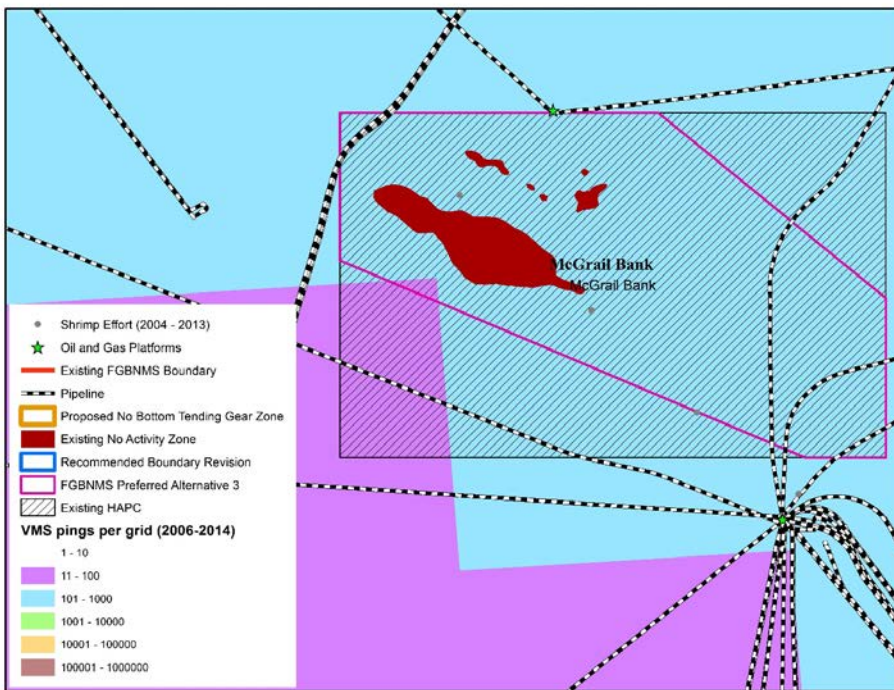 McGrail Bank
McGrail Bank
Shrimp Effort (2004 - 2013)
Oil and Gas Platforms
Existing FGBNMS Boundary
Pipeline
Proposed No Bottom Tending Gear Zone
Existing No Activity Zone
Recommended Boundary Revision
FGBNMS Preferred Alternative 3
Existing HAPC
VMS pings per grid (2006-2014)
1 - 10
11 - 100
101 - 1000
1001 - 10000
10001 - 100000
100001 - 1000000